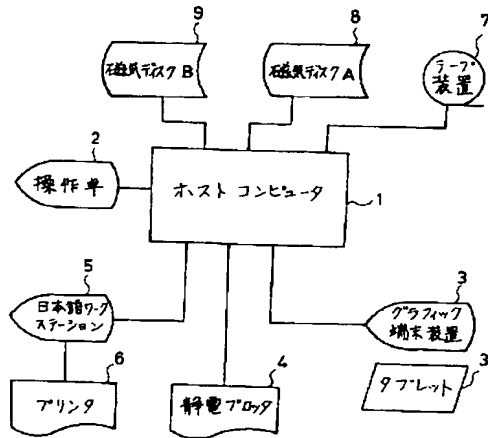 9
磁気ディスクB
8
磁気ディスクA
7
テープ
装置
2
操作卓
ホストコンピュータ
1
5
日本語ワーク
ステーション
3
グラフィック
端末装置
6
プリンタ
4
静電プロッタ
3
タブレット